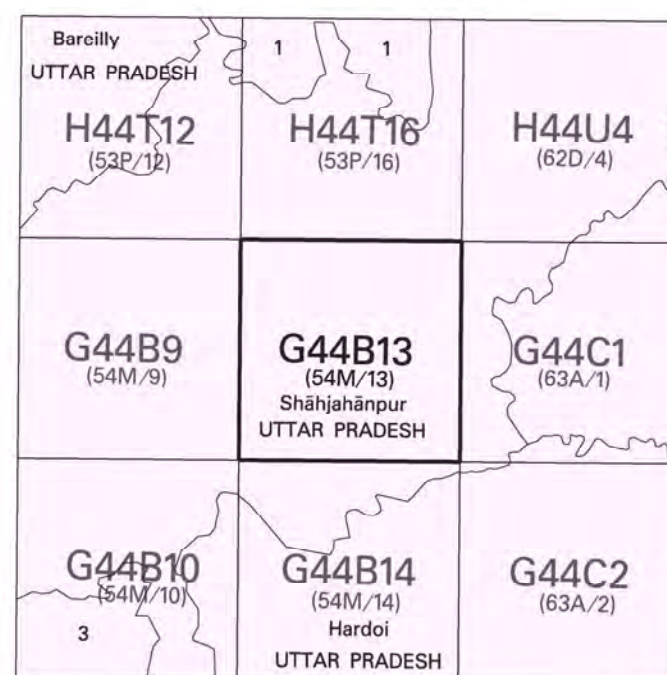 Bareilly
UTTAR PRADESH
H44T12
(53P/12)
1
1
H44T16
(53P/16)
H44U4
(62D/4)
G44B9
(54M/9)
G44B13
(54M/13)
Shāhjahānpur
UTTAR PRADESH
G44C1
(63A/1)
G44B10
(54M/10)
3
G44B14
(54M/14)
Hardoi
UTTAR PRADESH
G44C2
(63A/2)